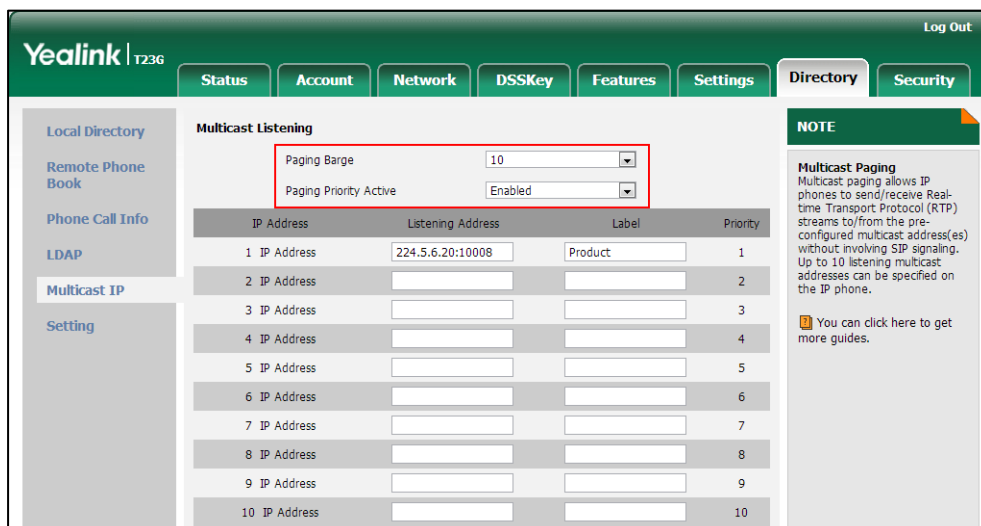 Log Out
Yealink | T23G
Status Account Network DSSKey Features Settings Directory Security
Local Directory
Remote Phone
Book
Phone Call Info
LDAP
Multicast IP
Setting
Multicast Listening
Paging Barge 10
Paging Priority Active Enabled
IP Address Listening Address Label Priority
1 IP Address 224.5.6.20:10008 Product 1
2 IP Address 2
3 IP Address 3
4 IP Address 4
5 IP Address 5
6 IP Address 6
7 IP Address 7
8 IP Address 8
9 IP Address 9
10 IP Address 10
NOTE
Multicast Paging
Multicast paging allows IP
phones to send/receive Real-
time Transport Protocol (RTP)
streams to/from the pre-
configured multicast address(es)
without involving SIP signaling.
Up to 10 listening multicast
addresses can be specified on
the IP phone.
? You can click here to get
more guides.